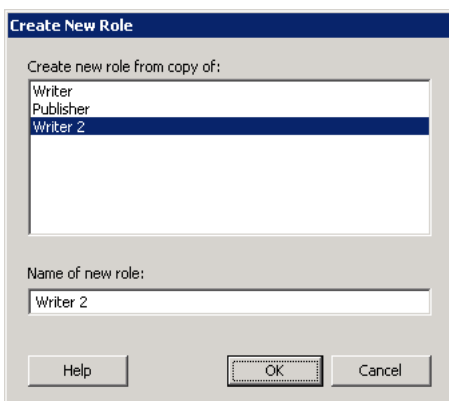 Create New Role
Create new role from copy of:
Writer
Publisher
Writer 2
Name of new role:
Writer 2
Help
OK
Cancel